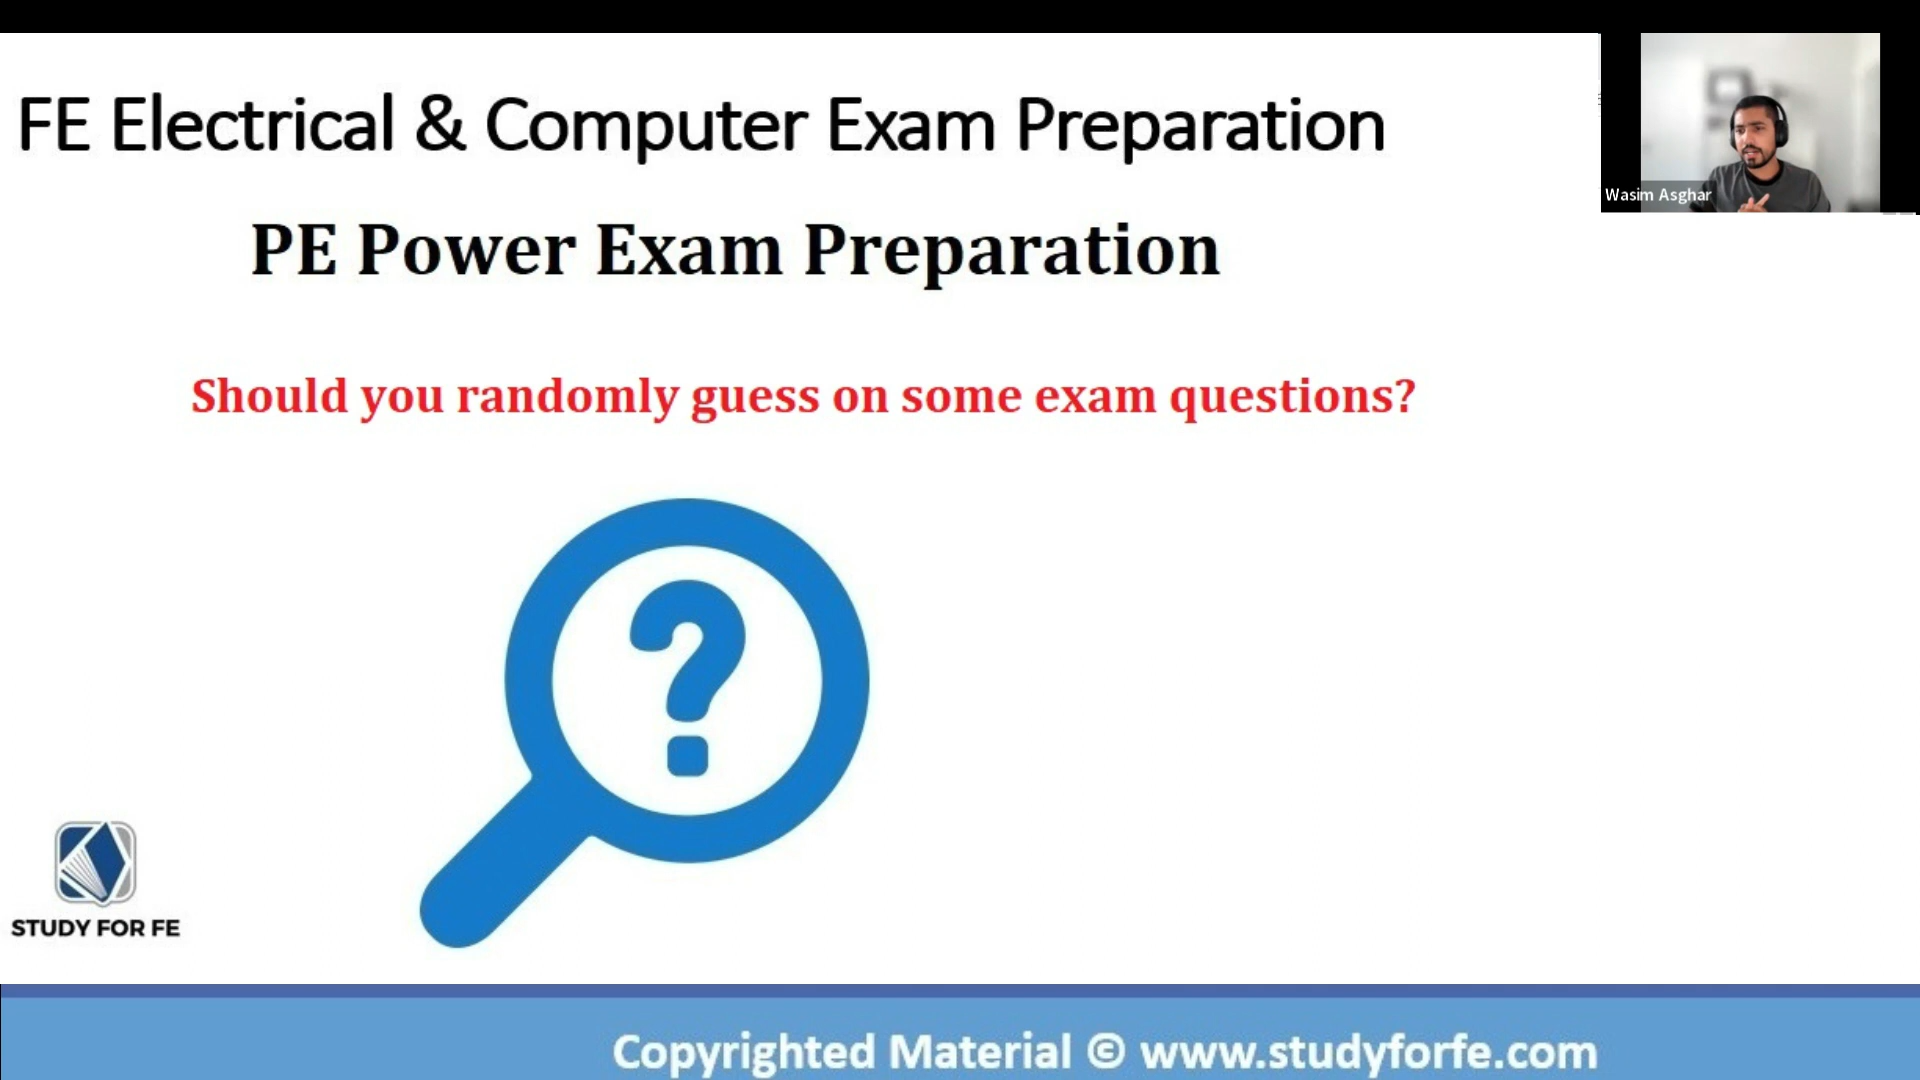 FE Electrical & Computer Exam Preparation
Wasim Asghar
PE Power Exam Preparation
Should you randomly guess on some exam questions?
?
STUDY FOR FE
Copyrighted Material © www.studyforfe.com